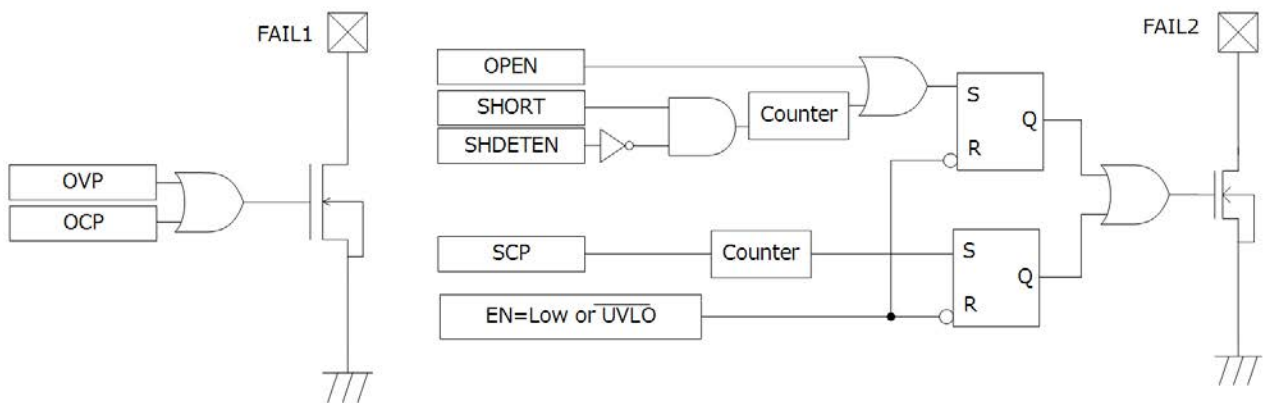 FAIL1
OVP
OCP
OPEN
SHORT
SHDETEN
Counter
S
R
Q
FAIL2
SCP
Counter
S
R
Q
EN=Low or UVLO